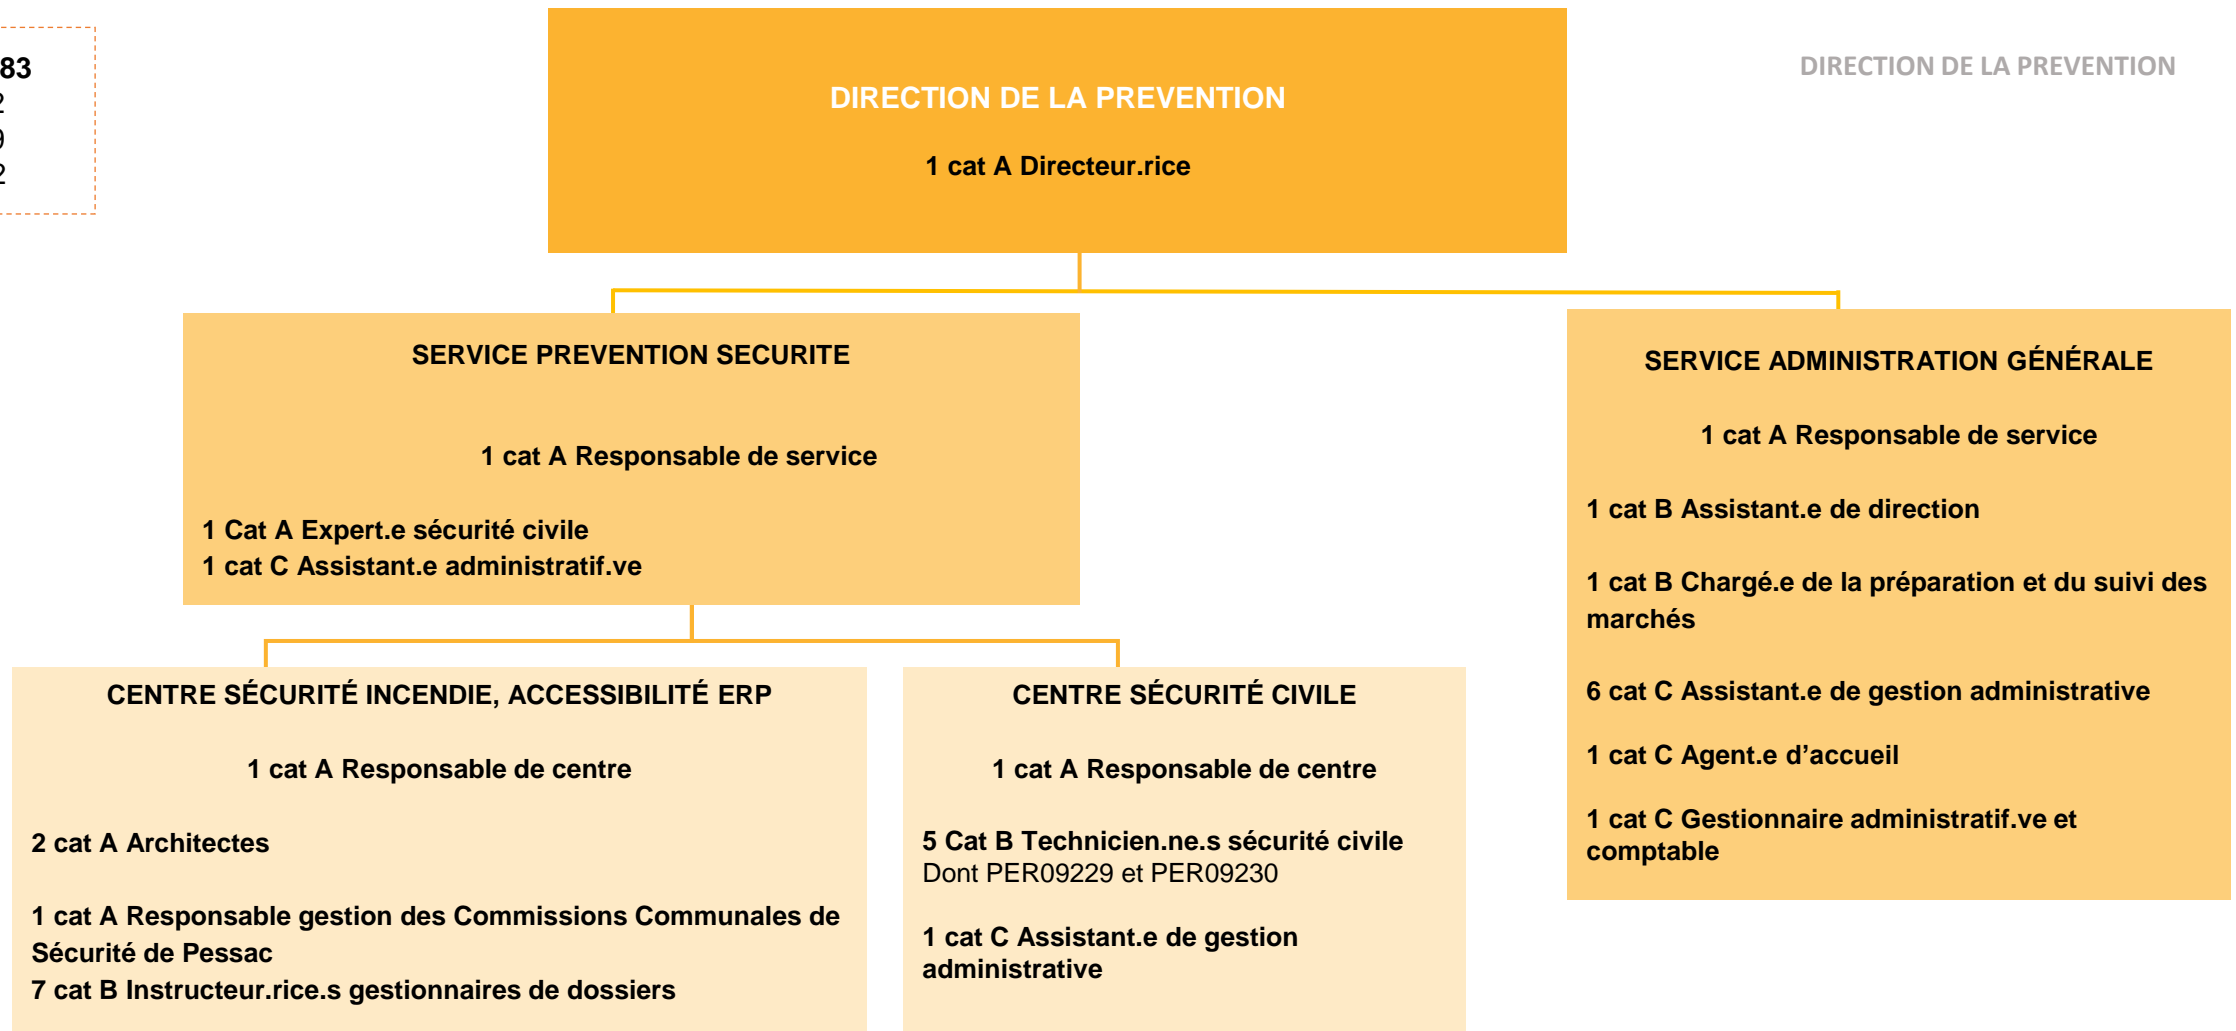 83
2
9
2
DIRECTION DE LA PREVENTION
1 cat A Directeur.rice
DIRECTION DE LA PREVENTION
SERVICE PREVENTION SECURITE
1 cat A Responsable de service
1 Cat A Expert.e sécurité civile
1 cat C Assistant.e administratif.ve
SERVICE ADMINISTRATION GÉNÉRALE
1 cat A Responsable de service
1 cat B Assistant.e de direction
1 cat B Chargé.e de la préparation et du suivi des
marchés
6 cat C Assistant.e de gestion administrative
1 cat C Agent.e d’accueil
1 cat C Gestionnaire administratif.ve et
comptable
CENTRE SÉCURITÉ INCENDIE, ACCESSIBILITÉ ERP
1 cat A Responsable de centre
2 cat A Architectes
1 cat A Responsable gestion des Commissions Communales de
Sécurité de Pessac
7 cat B Instructeur.rice.s gestionnaires de dossiers
CENTRE SÉCURITÉ CIVILE
1 cat A Responsable de centre
5 Cat B Technicien.ne.s sécurité civile
Dont PER09229 et PER09230
1 cat C Assistant.e de gestion
administrative